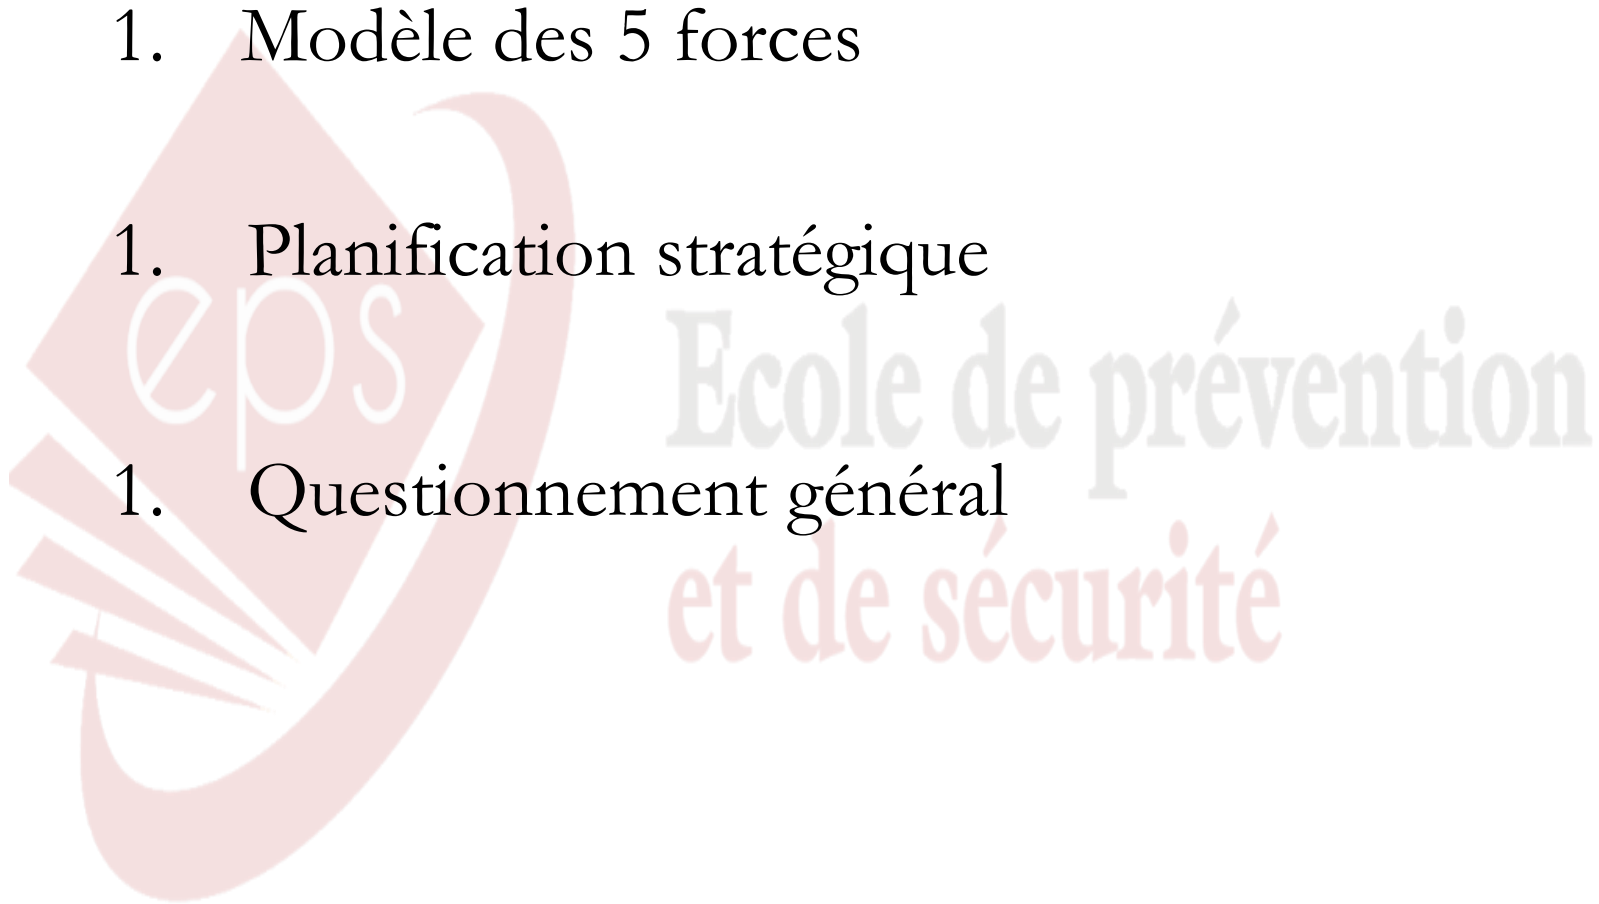 1. Modèle des 5 forces
1. Planification stratégique
eps
Ecole de prévention
1. Questionnement général
et de sécurité